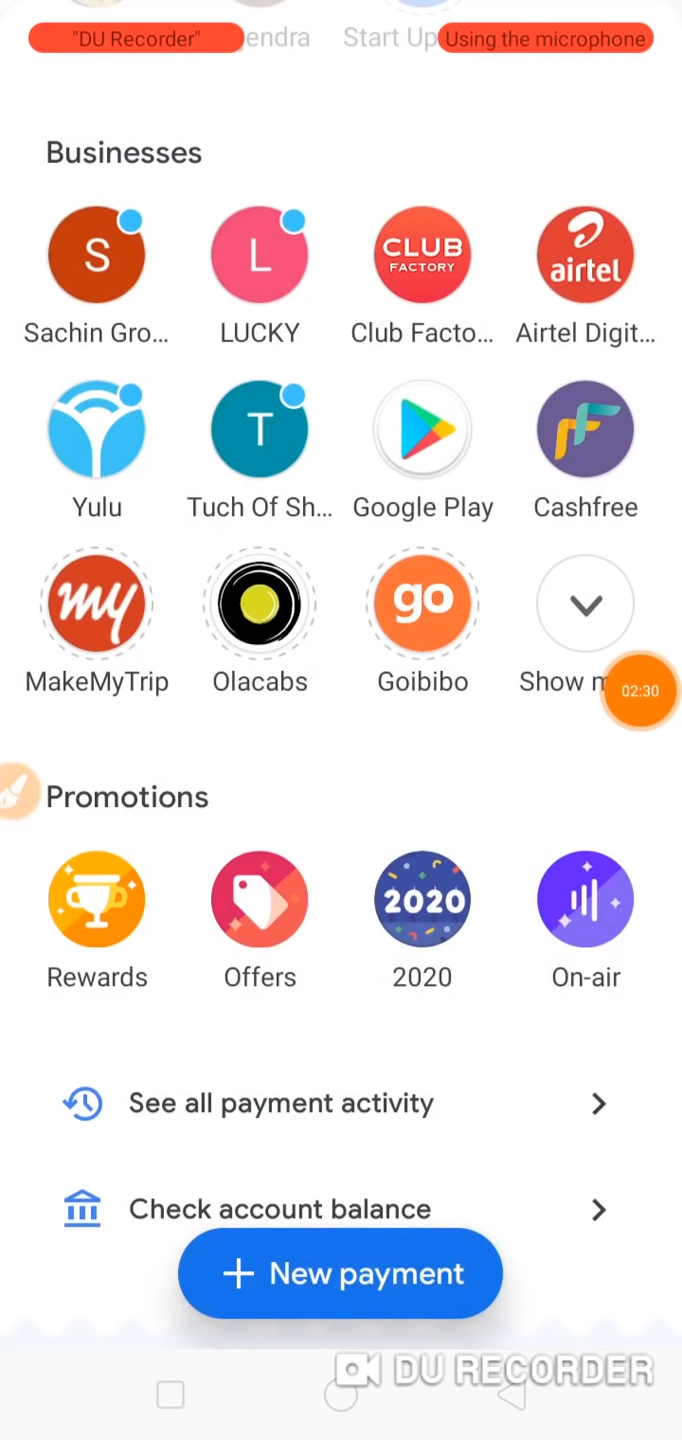 "DU Recorder" endra Start Up Using the microphone
Businesses
S L CLUB FACTORY airtel
Sachin Gro... LUCKY Club Facto... Airtel Digit...
T
Yulu Tuch Of Sh... Google Play Cashfree
my go
MakeMyTrip Olacabs Goibibo Show
02:30
Promotions
2020
Rewards Offers 2020 On-air
See all payment activity
Check account balance
+ New payment
DU RECORDER